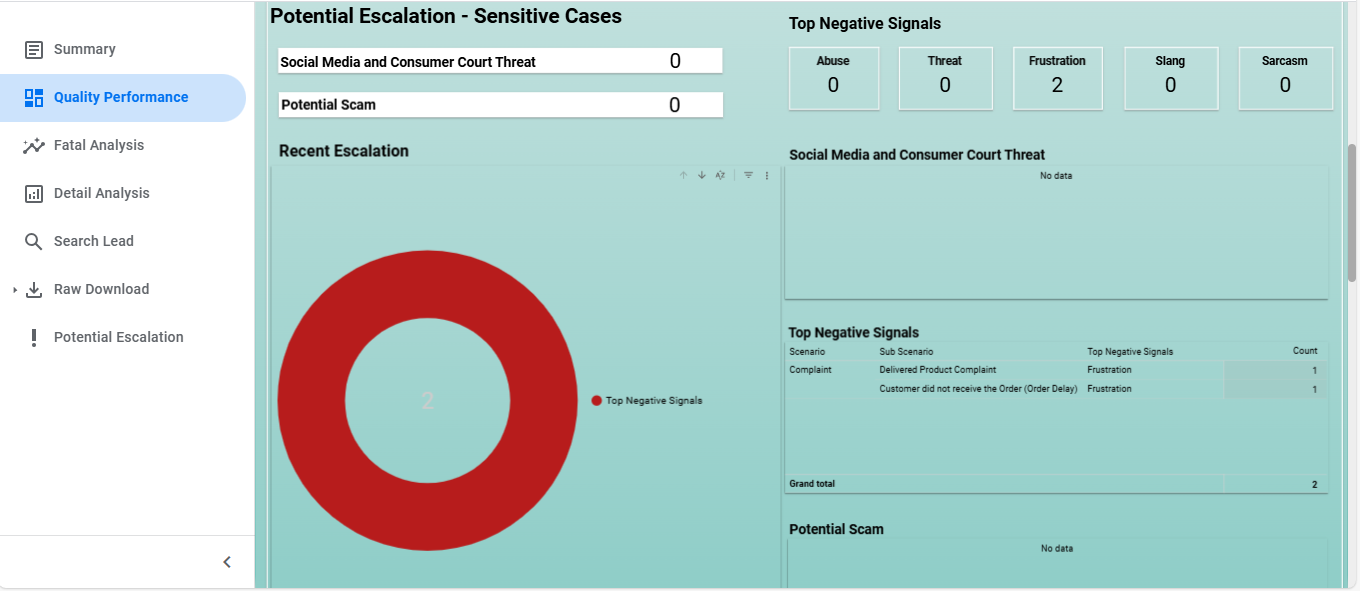 Summary
Quality Performance
Fatal Analysis
Detail Analysis
Search Lead
Raw Download
Potential Escalation
Potential Escalation - Sensitive Cases
Social Media and Consumer Court Threat 0
Potential Scam 0
Recent Escalation
2
Top Negative Signals
Top Negative Signals
Abuse Threat Frustration Slang Sarcasm
0 0 2 0 0
Social Media and Consumer Court Threat
No data
Top Negative Signals
Scenario Sub Scenario Top Negative Signals Count
Complaint Delivered Product Complaint Frustration 1
Customer did not receive the Order (Order Delay) Frustration 1
Grand total 2
Potential Scam
No data